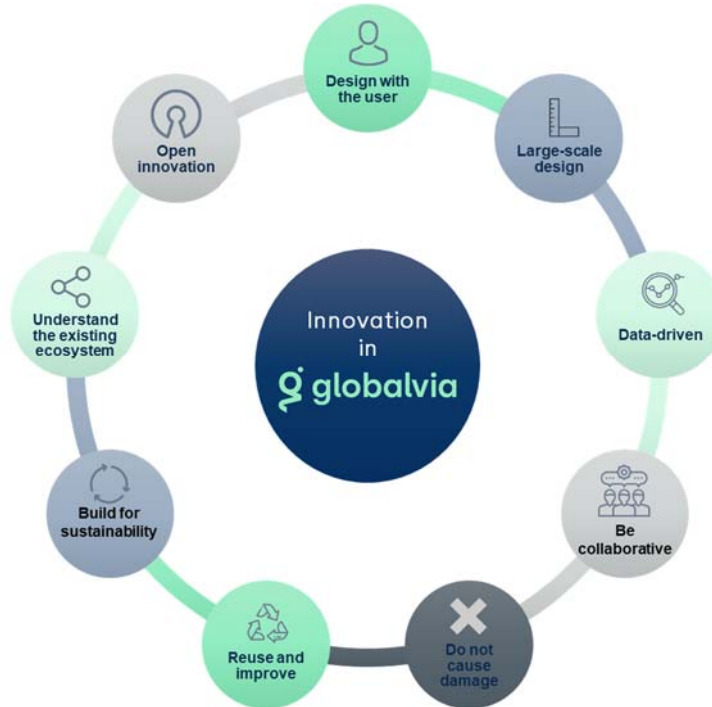 Design with
the user
Large-scale
design
Data-driven
Be
collaborative
Do not
cause
damage
Reuse and
improve
Build for
sustainability
Understand
the existing
ecosystem
Open
innovation
Innovation
in
globalvia